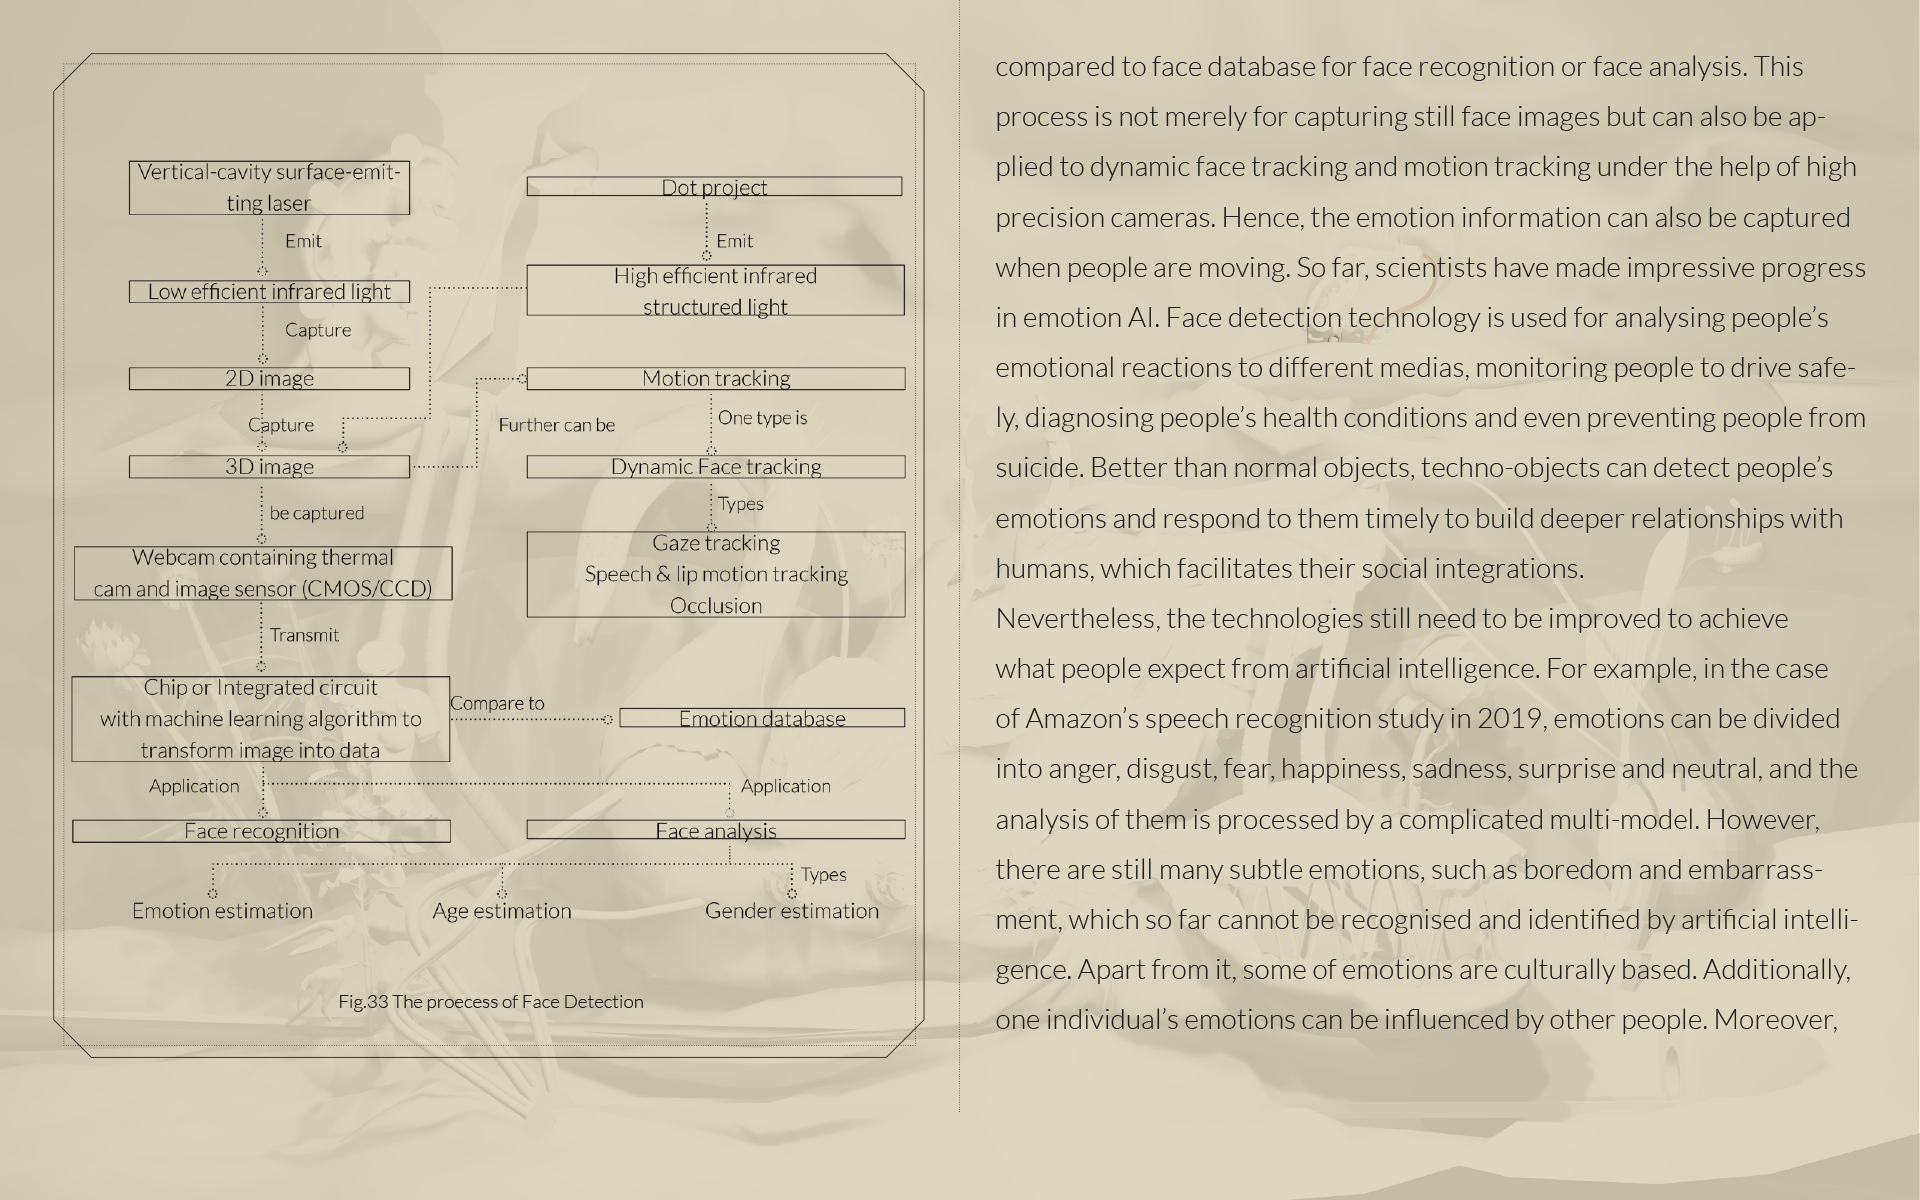 Vertical-cavity surface-emit-
ting laser
Emit
Low efficient infrared light
Capture
2D image
Capture
3D image
be captured
Webcam containing thermal
cam and image sensor (CMOS/CCD)
Transmit
Chip or Integrated circuit
with machine learning algorithm to
transform image into data
Compare to
Emotion database
Dot project
Emit
High efficient infrared
structured light
Motion tracking
Further can be
One type is
Dynamic Face tracking
Types
Gaze tracking
Speech & lip motion tracking
Occlusion
Application
Application
Face recognition
Face analysis
Types
Emotion estimation
Age estimation
Gender estimation
Fig.33 The proecess of Face Detection
compared to face database for face recognition or face analysis. This
process is not merely for capturing still face images but can also be ap-
plied to dynamic face tracking and motion tracking under the help of high
precision cameras. Hence, the emotion information can also be captured
when people are moving. So far, scientists have made impressive progress
in emotion AI. Face detection technology is used for analysing people’s
emotional reactions to different medias, monitoring people to drive safe-
ly, diagnosing people’s health conditions and even preventing people from
suicide. Better than normal objects, techno-objects can detect people’s
emotions and respond to them timely to build deeper relationships with
humans, which facilitates their social integrations.
Nevertheless, the technologies still need to be improved to achieve
what people expect from artificial intelligence. For example, in the case
of Amazon’s speech recognition study in 2019, emotions can be divided
into anger, disgust, fear, happiness, sadness, surprise and neutral, and the
analysis of them is processed by a complicated multi-model. However,
there are still many subtle emotions, such as boredom and embarrass-
ment, which so far cannot be recognised and identified by artificial intelli-
gence. Apart from it, some of emotions are culturally based. Additionally,
one individual’s emotions can be influenced by other people. Moreover,